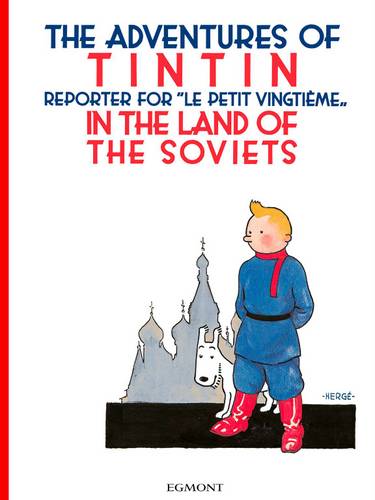 THE ADVENTURES OF
TINTIN
REPORTER FOR "LE PETIT VINGTIÈME„
IN THE LAND OF
THE SOVIETS
-HERGÉ-
EGMONT